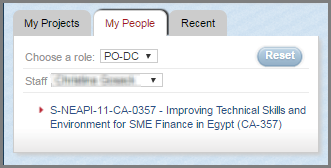 My Projects My People Recent
Choose a role: PO-DC Reset
Staff
S-NEAPI-11-CA-0357 - Improving Technical Skills and
Environment for SME Finance in Egypt (CA-357)